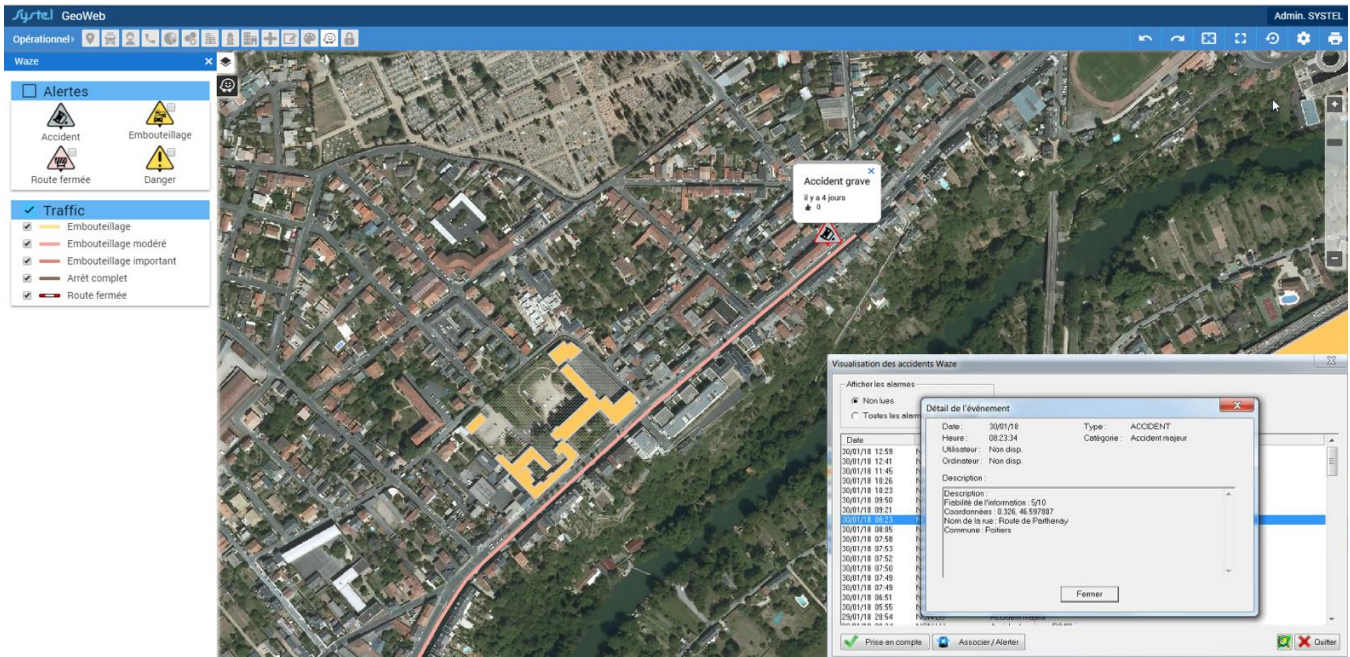 Systel GeoWeb
Admin. SYSTEL
Opérationnel
Waze
Alertes
Accident
Embouteillage
Route fermée
Danger
Traffic
Embouteillage
Embouteillage modéré
Embouteillage important
Arrêt complet
Route fermée
Accident grave
il y a 4 jours
0
Visualisation des accidents Waze
Afficher les alarmes
Non lues
Toutes les alarm
Date
30/01/18 12:59
30/01/18 12:41
30/01/18 11:45
30/01/18 10:26
30/01/18 10:23
30/01/18 09:50
30/01/18 09:21
30/01/18 08:23
30/01/18 08:05
30/01/18 07:58
30/01/18 07:53
30/01/18 07:52
30/01/18 07:50
30/01/18 07:49
30/01/18 07:49
30/01/18 06:51
30/01/18 05:55
29/01/18 20:54 NON LU Accident majeur
Détail de l'événement
Date : 30/01/18 Type : ACCIDENT
Heure : 08:23:34 Catégorie : Accident majeur
Utilisateur : Non disp.
Ordinateur : Non disp.
Description :
Description :
Fiabilité de l'information : 5/10
Coordonnées : 0.326, 46.597807
Nom de la rue : Route de Parthenay
Commune : Poitiers
Fermer
Prise en compte
Associer / Alerter
Quitter